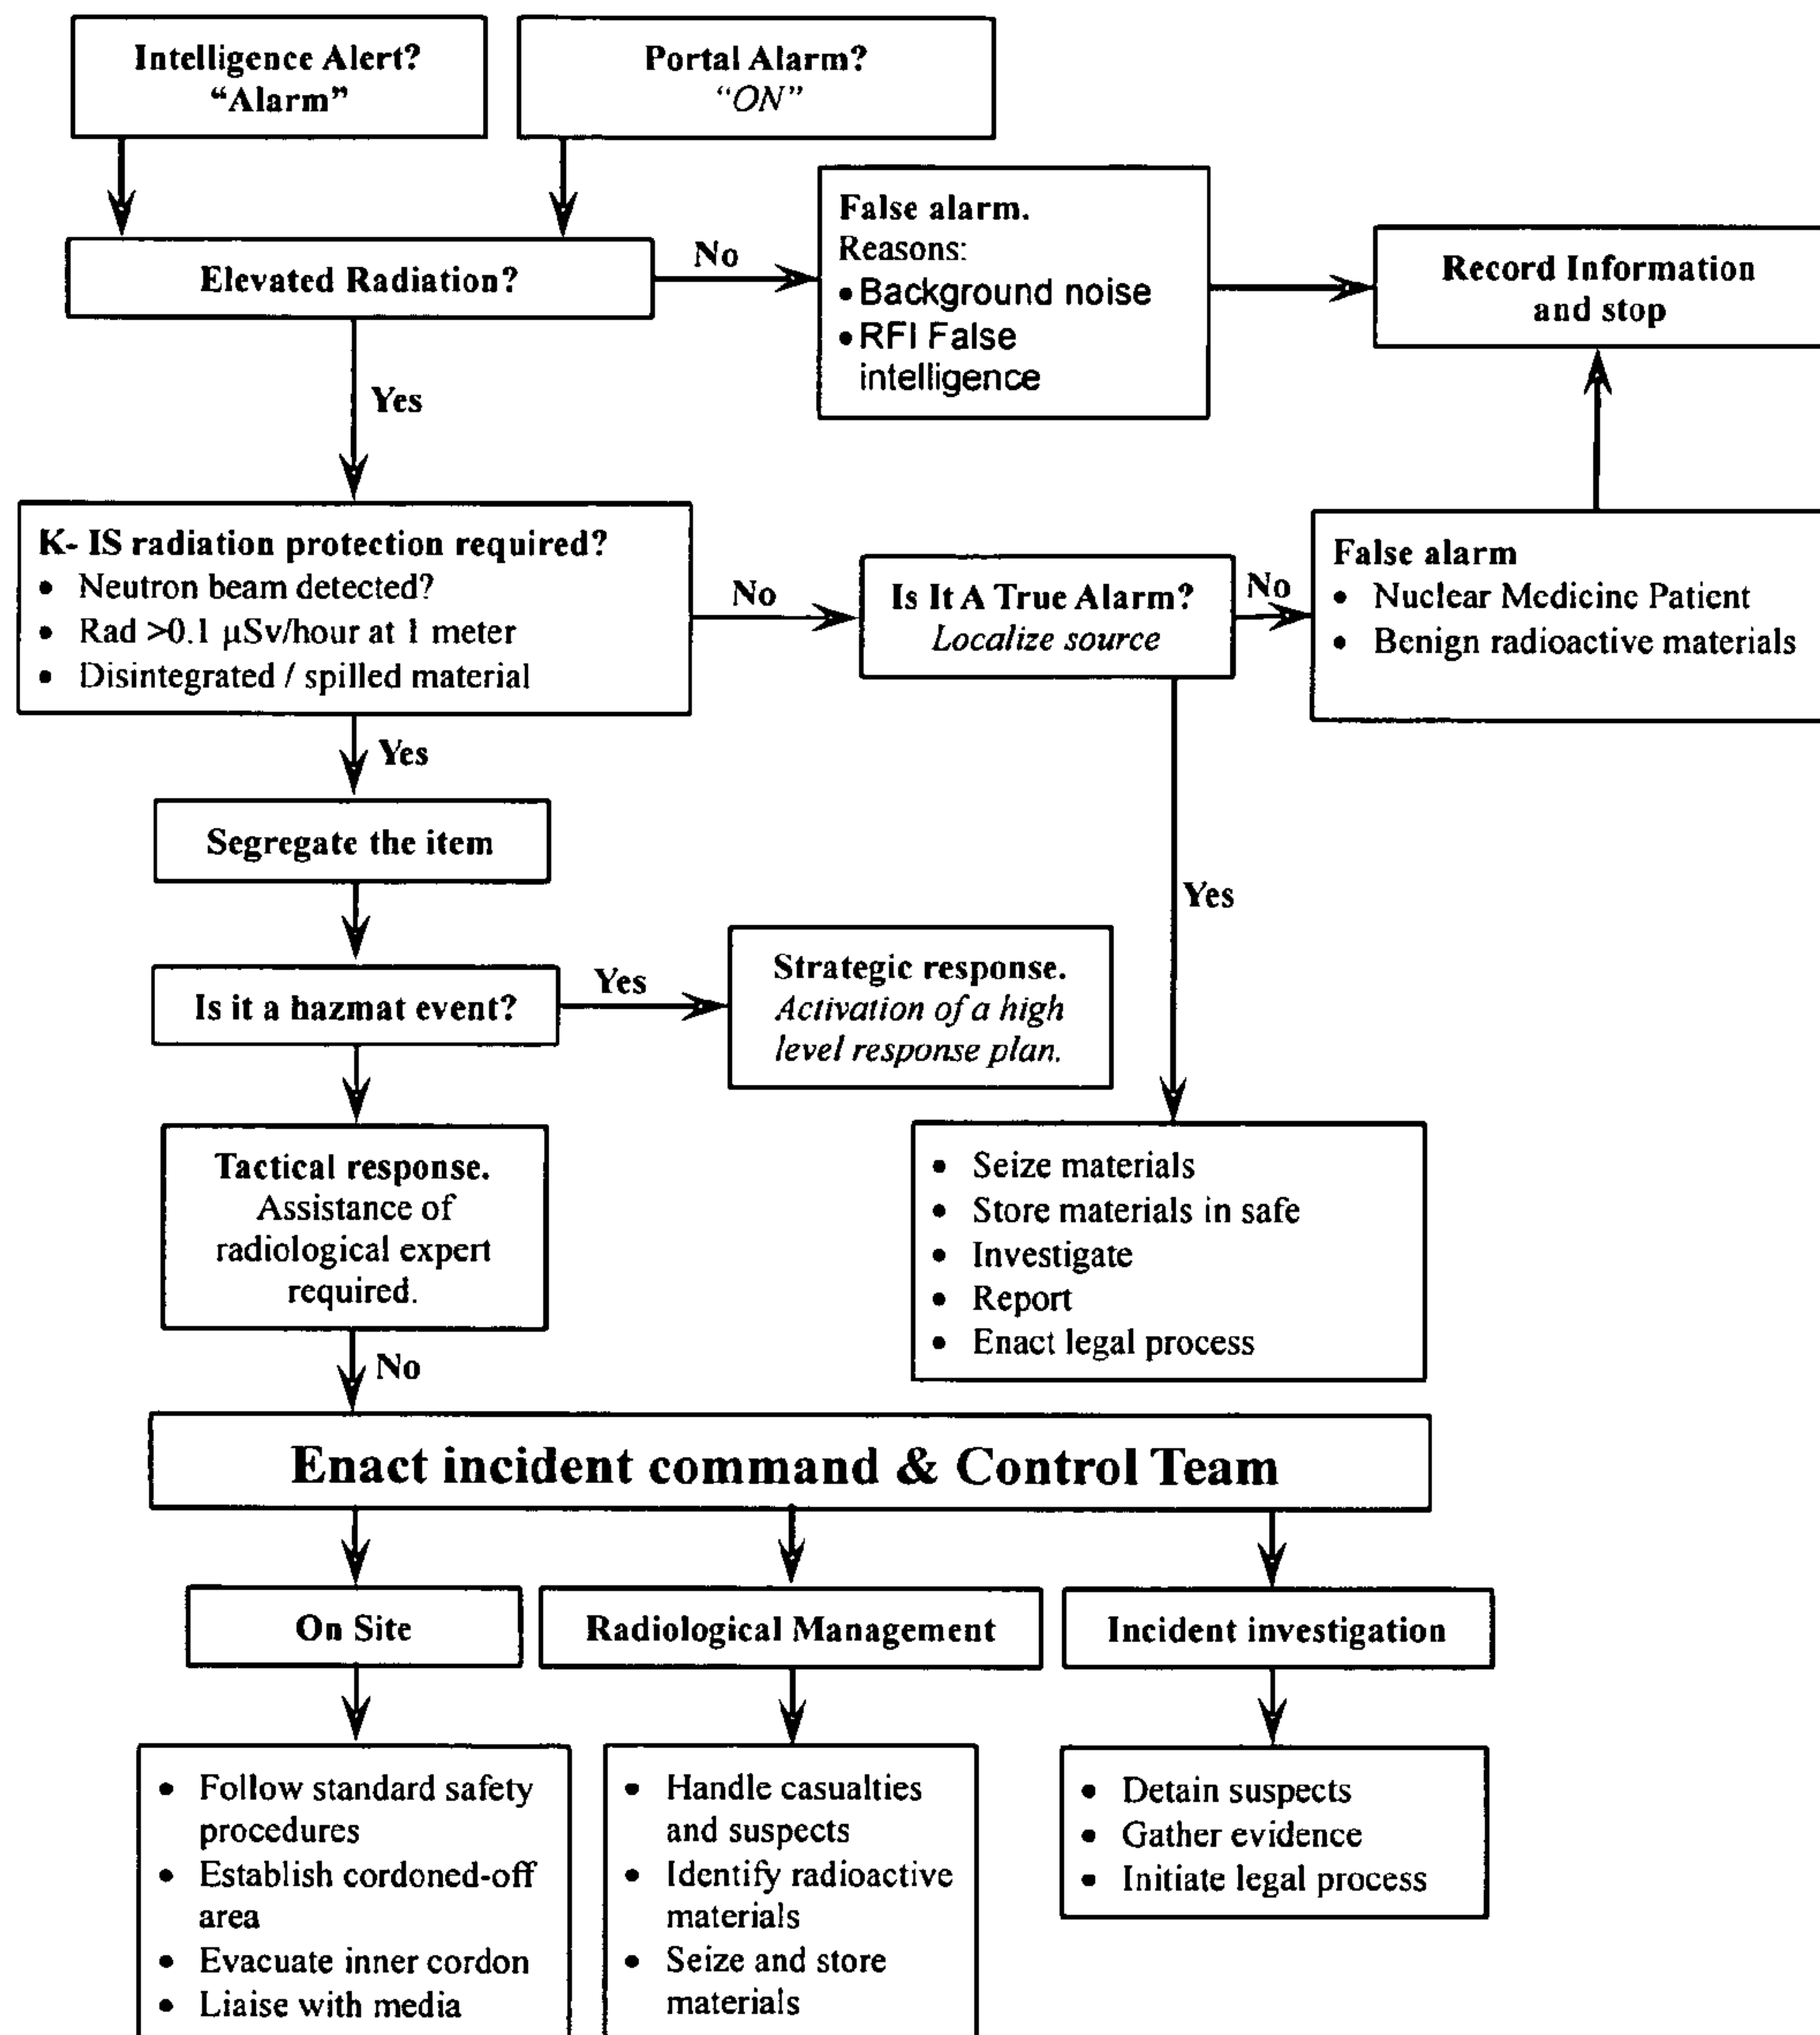 Intelligence Alert?
“Alarm”
Portal Alarm?
“ON”
Elevated Radiation?
No
False alarm.
Reasons:
• Background noise
• RFI False
intelligence
Record Information
and stop
Yes
K- IS radiation protection required?
• Neutron beam detected?
• Rad >0.1 μSv/hour at 1 meter
• Disintegrated / spilled material
No
Is It A True Alarm?
Localize source
No
False alarm
• Nuclear Medicine Patient
• Benign radioactive materials
Yes
Segregate the item
Yes
Is it a hazmat event?
Yes
Strategic response.
Activation of a high
level response plan.
Tactical response.
Assistance of
radiological expert
required.
• Seize materials
• Store materials in safe
• Investigate
• Report
• Enact legal process
No
Enact incident command & Control Team
On Site
Radiological Management
Incident investigation
• Follow standard safety
procedures
• Establish cordoned-off
area
• Evacuate inner cordon
• Liaise with media
• Handle casualties
and suspects
• Identify radioactive
materials
• Seize and store
materials
• Detain suspects
• Gather evidence
• Initiate legal process